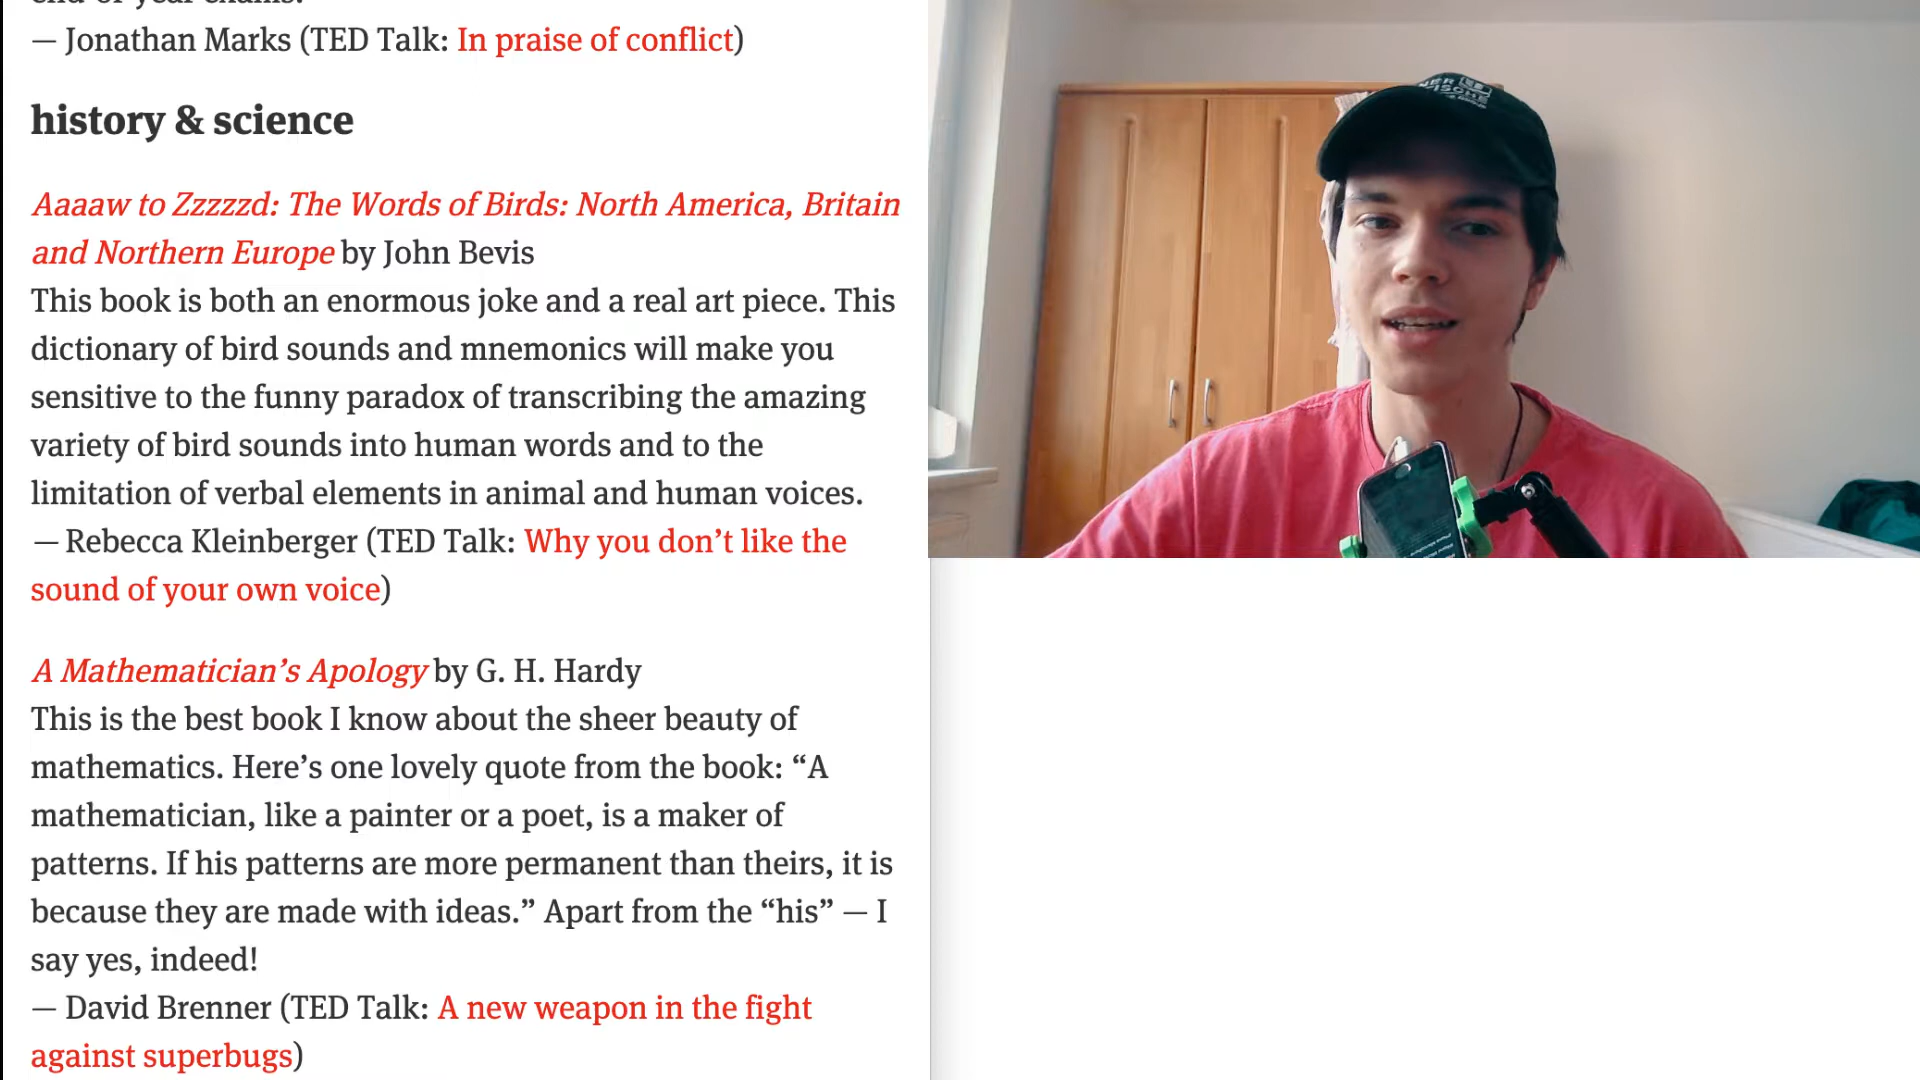 end-of-year exams.
— Jonathan Marks (TED Talk: In praise of conflict)
history & science
Aaaaw to Zzzzzd: The Words of Birds: North America, Britain
and Northern Europe by John Bevis
This book is both an enormous joke and a real art piece. This
dictionary of bird sounds and mnemonics will make you
sensitive to the funny paradox of transcribing the amazing
variety of bird sounds into human words and to the
limitation of verbal elements in animal and human voices.
— Rebecca Kleinberger (TED Talk: Why you don’t like the
sound of your own voice)
A Mathematician’s Apology by G. H. Hardy
This is the best book I know about the sheer beauty of
mathematics. Here’s one lovely quote from the book: “A
mathematician, like a painter or a poet, is a maker of
patterns. If his patterns are more permanent than theirs, it is
because they are made with ideas.” Apart from the “his” — I
say yes, indeed!
— David Brenner (TED Talk: A new weapon in the fight
against superbugs)